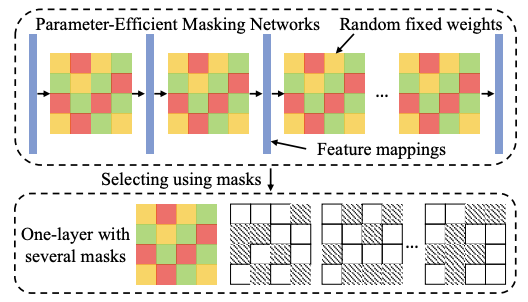 Parameter-Efficient Masking Networks
Random fixed weights
...
Feature mappings
Selecting using masks
One-layer with
several masks
...